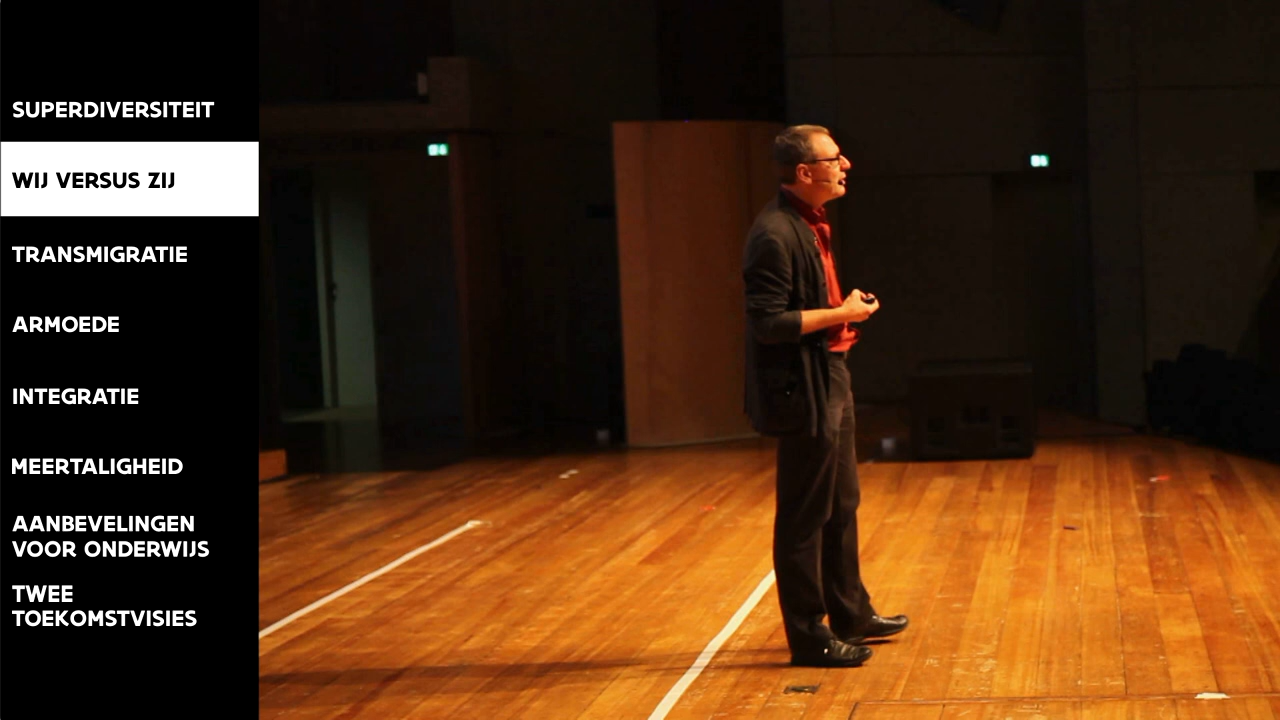 SUPERDIVERSITEIT
WIJ VERSUS ZIJ
TRANSMIGRATIE
ARMOEDE
INTEGRATIE
MEERTALIGHEID
AANBEVELINGEN
VOOR ONDERWIJS
TWEE
TOEKOMSTVISIES